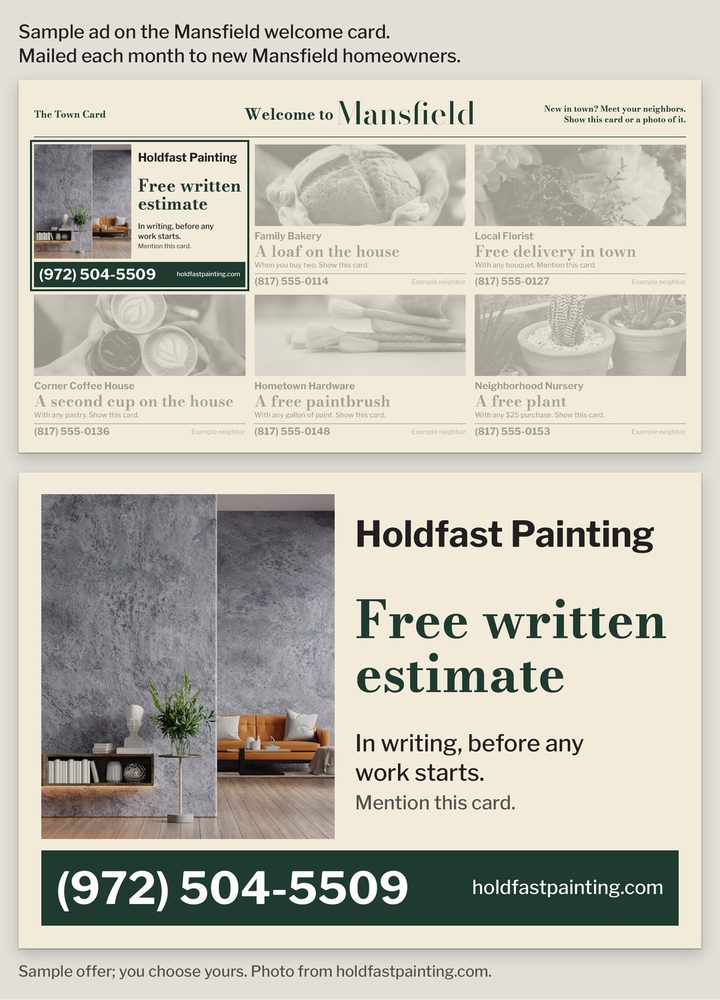 Sample ad on the Mansfield welcome card.
Mailed each month to new Mansfield homeowners.
The Town Card
Welcome to Mansfield
New in town? Meet your neighbors.
Show this card or a photo of it.
Holdfast Painting
Free written
estimate
In writing, before any
work starts.
Mention this card.
(972) 504-5509
holdfastpainting.com
Family Bakery
A loaf on the house
When you buy two. Show this card.
(817) 555-0114
Example neighbor
Local Florist
Free delivery in town
With any bouquet. Mention this card.
(817) 555-0127
Example neighbor
Corner Coffee House
A second cup on the house
With any pastry. Show this card.
(817) 555-0136
Example neighbor
Hometown Hardware
A free paintbrush
With any gallon of paint. Show this card.
(817) 555-0148
Example neighbor
Neighborhood Nursery
A free plant
With any $25 purchase. Show this card.
(817) 555-0153
Example neighbor
Holdfast Painting
Free written
estimate
In writing, before any
work starts.
Mention this card.
(972) 504-5509
holdfastpainting.com
Sample offer; you choose yours. Photo from holdfastpainting.com.